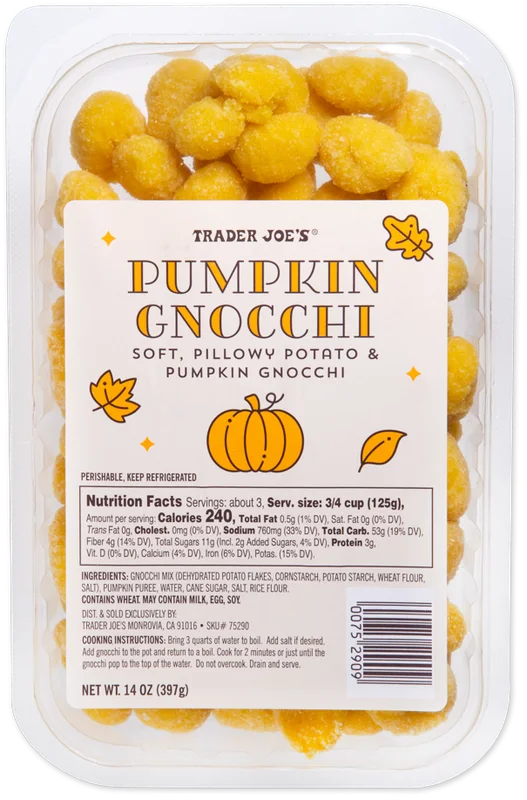 TRADER JOE'S®
PUMPKIN
GNOCCHI
SOFT, PILLOWY POTATO &
PUMPKIN GNOCCHI
PERISHABLE, KEEP REFRIGERATED
Nutrition Facts Servings: about 3, Serv. size: 3/4 cup (125g),
Amount per serving: Calories 240, Total Fat 0.5g (1% DV), Sat. Fat 0g (0% DV),
Trans Fat 0g, Cholest. 0mg (0% DV), Sodium 760mg (33% DV), Total Carb. 53g (19% DV),
Fiber 4g (14% DV), Total Sugars 11g (Incl. 2g Added Sugars, 4% DV), Protein 3g,
Vit. D (0% DV), Calcium (4% DV), Iron (6% DV), Potas. (15% DV).
INGREDIENTS: GNOCCHI MIX (DEHYDRATED POTATO FLAKES, CORNSTARCH, POTATO STARCH, WHEAT FLOUR,
SALT), PUMPKIN PUREE, WATER, CANE SUGAR, SALT, RICE FLOUR.
CONTAINS WHEAT. MAY CONTAIN MILK, EGG, SOY.
DIST. & SOLD EXCLUSIVELY BY:
TRADER JOE'S MONROVIA, CA 91016 • SKU# 75290
COOKING INSTRUCTIONS: Bring 3 quarts of water to boil. Add salt if desired.
Add gnocchi to the pot and return to a boil. Cook for 2 minutes or just until the
gnocchi pop to the top of the water. Do not overcook. Drain and serve.
0075 2909
NET WT. 14 OZ (397g)